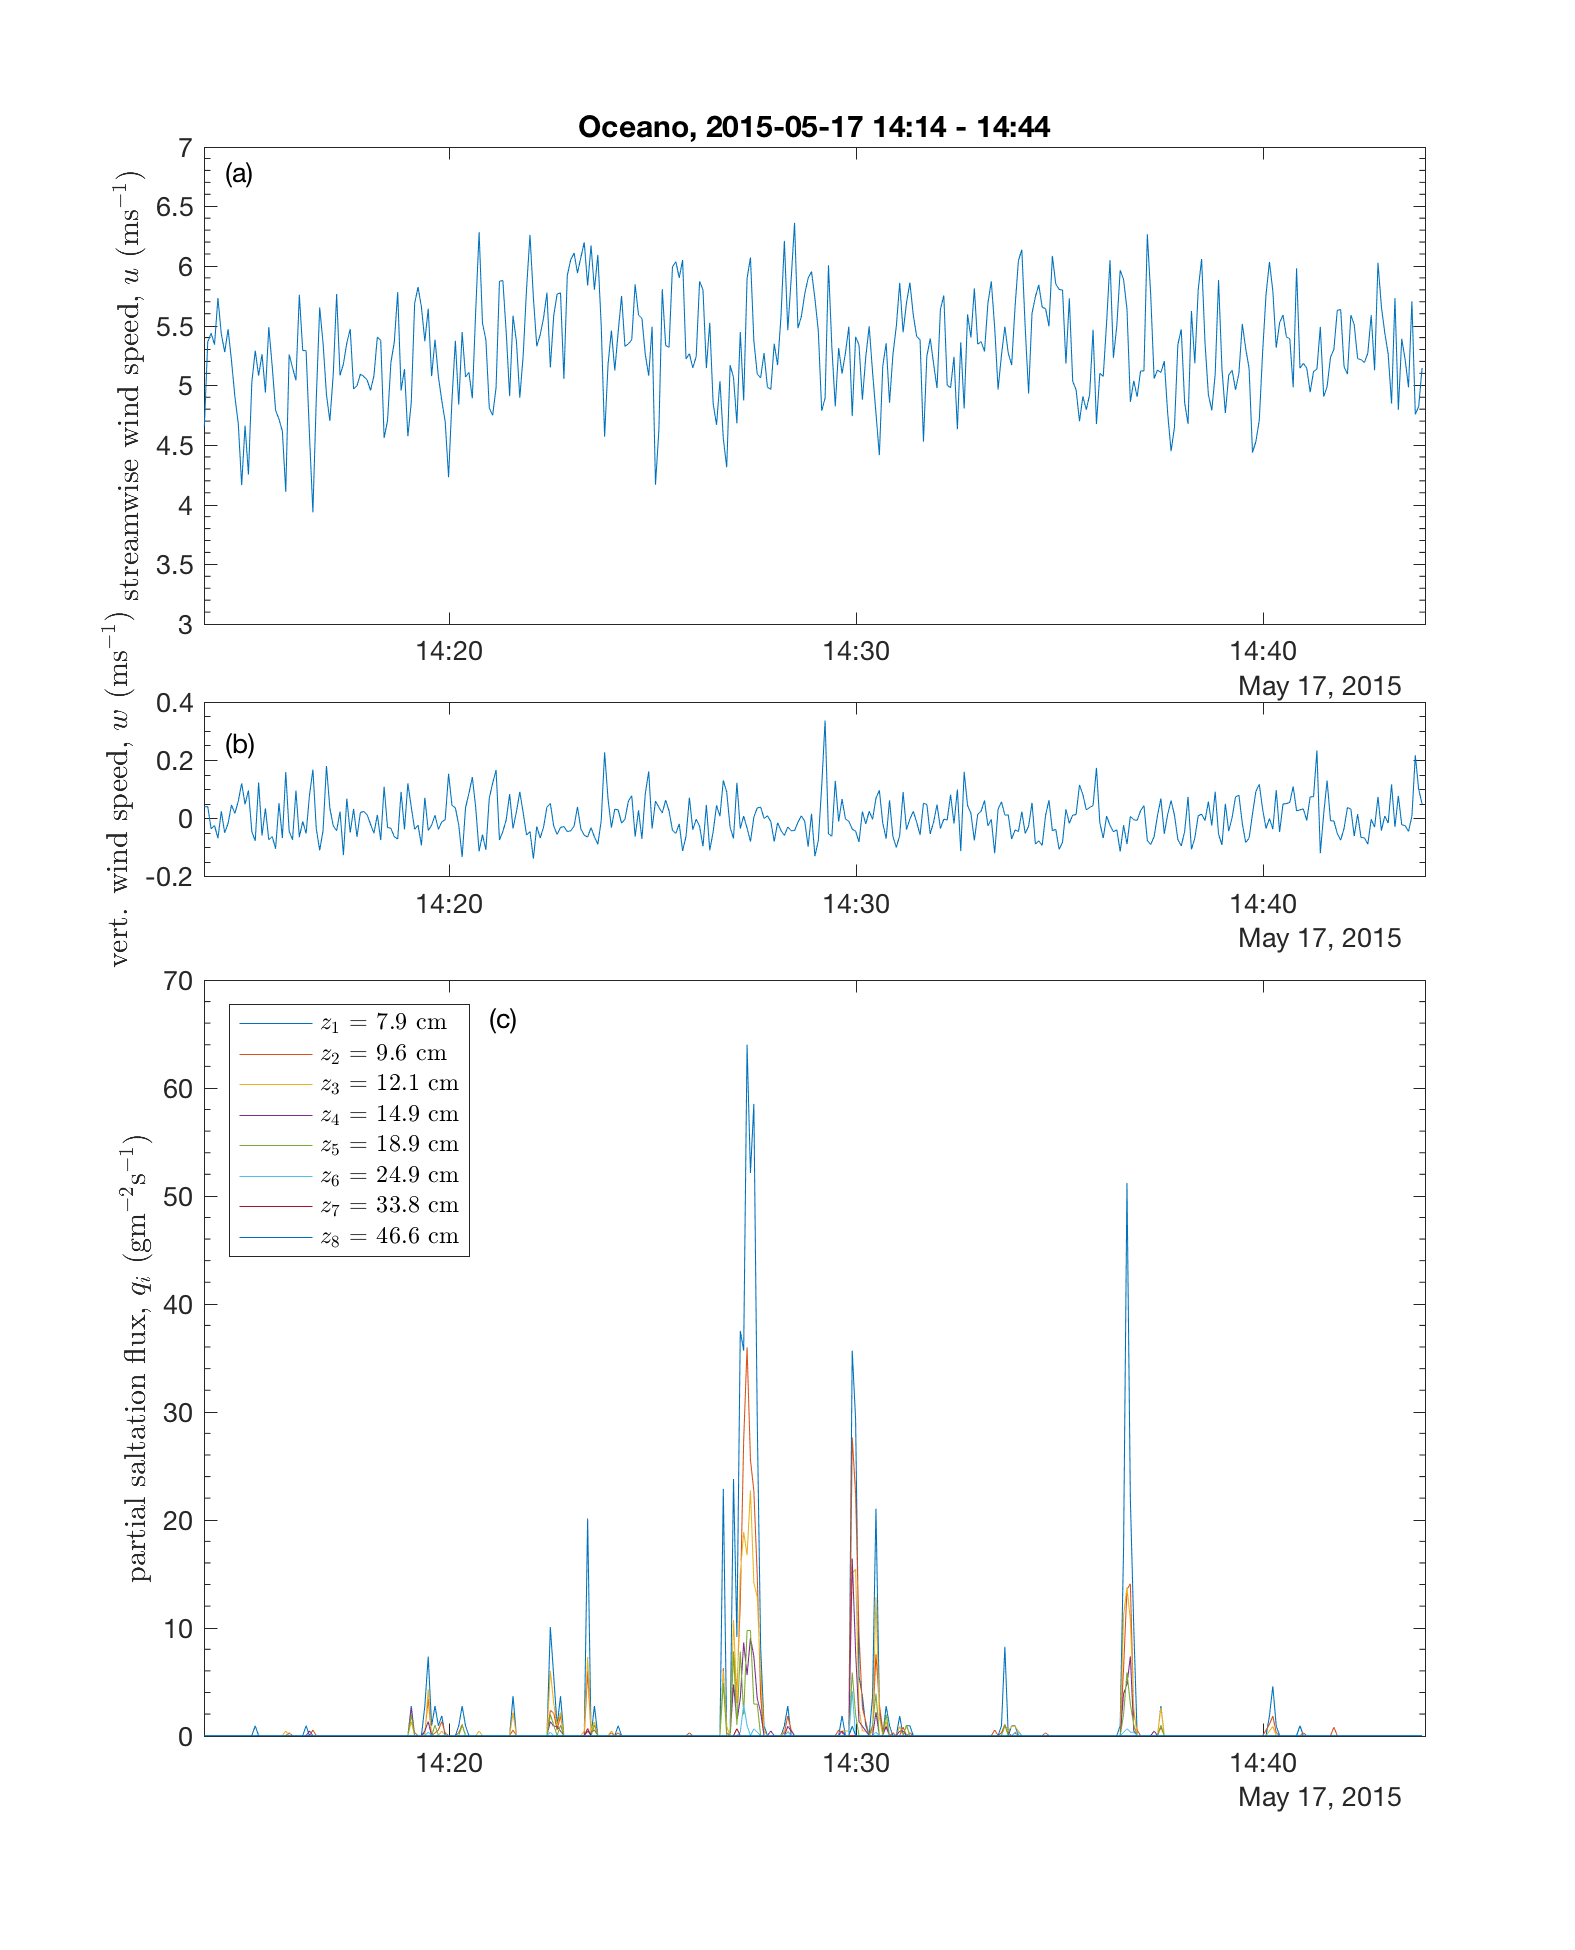 Oceano, 2015-05-17 14:14 - 14:44
(a)
streamwise wind speed, u (ms⁻¹)
7
6.5
6
5.5
5
4.5
4
3.5
3
14:20 14:30 14:40
May 17, 2015
(b)
vert. wind speed, w (ms⁻¹)
0.4
0.2
0
-0.2
14:20 14:30 14:40
May 17, 2015
(c)
partial saltation flux, qᵢ (gm⁻²s⁻¹)
70
60
50
40
30
20
10
0
z₁ = 7.9 cm
z₂ = 9.6 cm
z₃ = 12.1 cm
z₄ = 14.9 cm
z₅ = 18.9 cm
z₆ = 24.9 cm
z₇ = 33.8 cm
z₈ = 46.6 cm
14:20 14:30 14:40
May 17, 2015